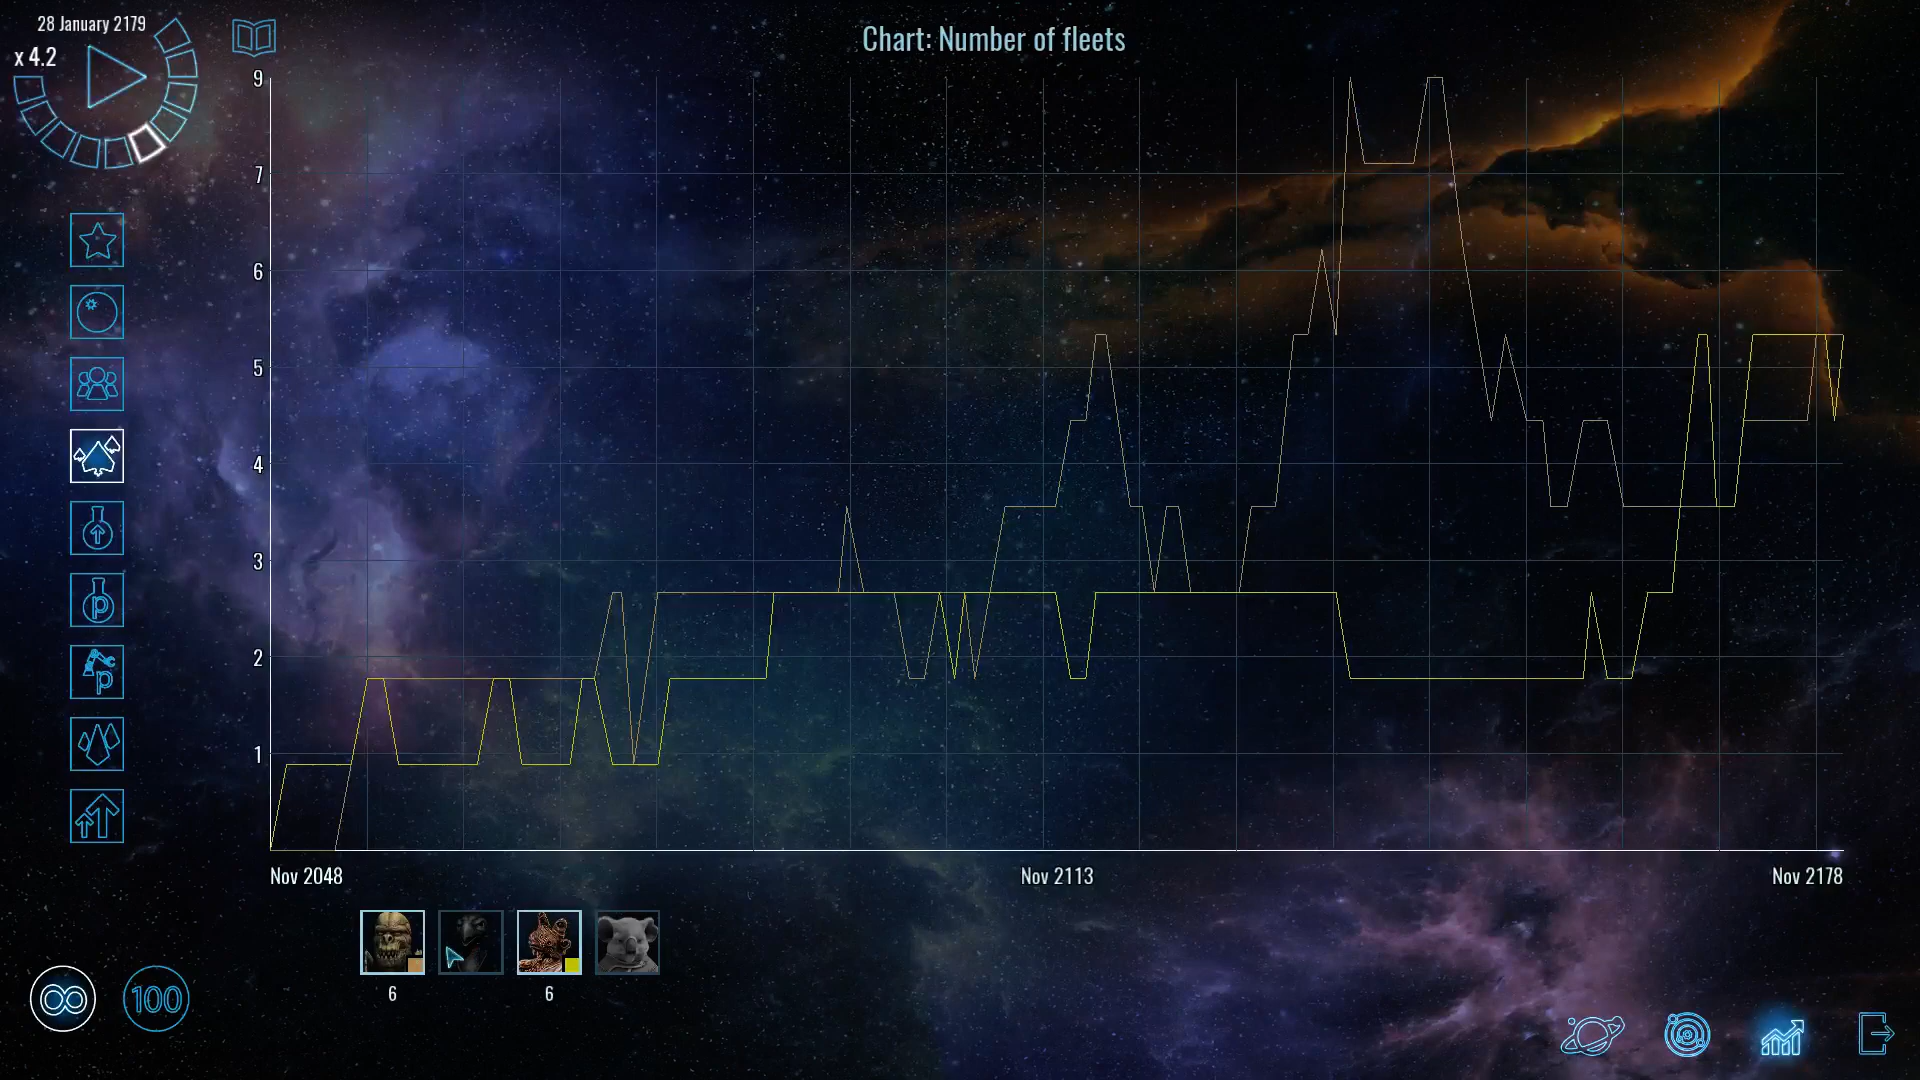 28 January 2179
x 4.2
Chart: Number of fleets
9
7
6
5
4
3
2
1
p
p
Nov 2048
Nov 2113
Nov 2178
6
6
100